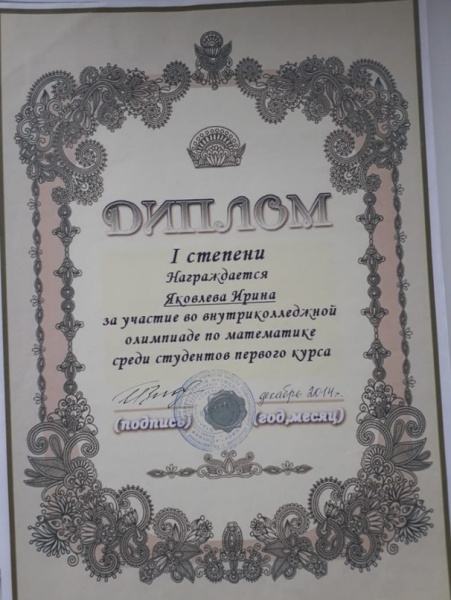 ДИПЛОМ
I степени
Награждается
Яковлева Ирина
за участие во внутриколледжной
олимпиаде по математике
среди студентов первого курса
декабрь 2014 г.
(подпись) (год,месяц)